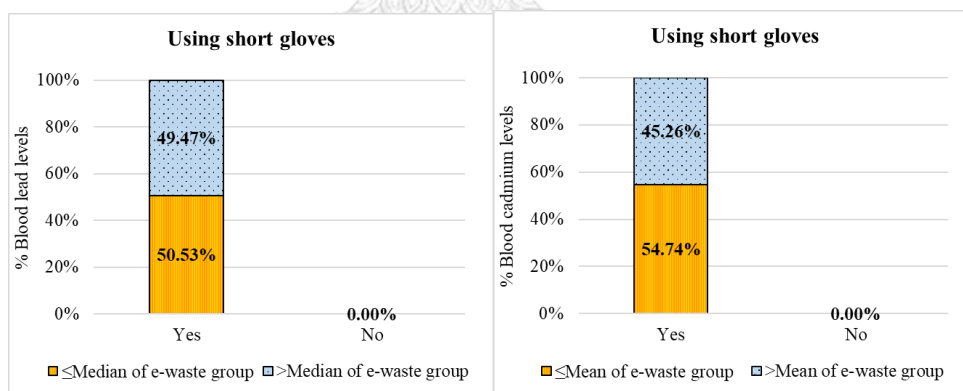 Using short gloves
% Blood lead levels
100%
80%
60%
40%
20%
0%
49.47%
50.53%
0.00%
Yes
No
≤Median of e-waste group
>Median of e-waste group
Using short gloves
% Blood cadmium levels
100%
80%
60%
40%
20%
0%
45.26%
54.74%
0.00%
Yes
No
≤Mean of e-waste group
>Mean of e-waste group